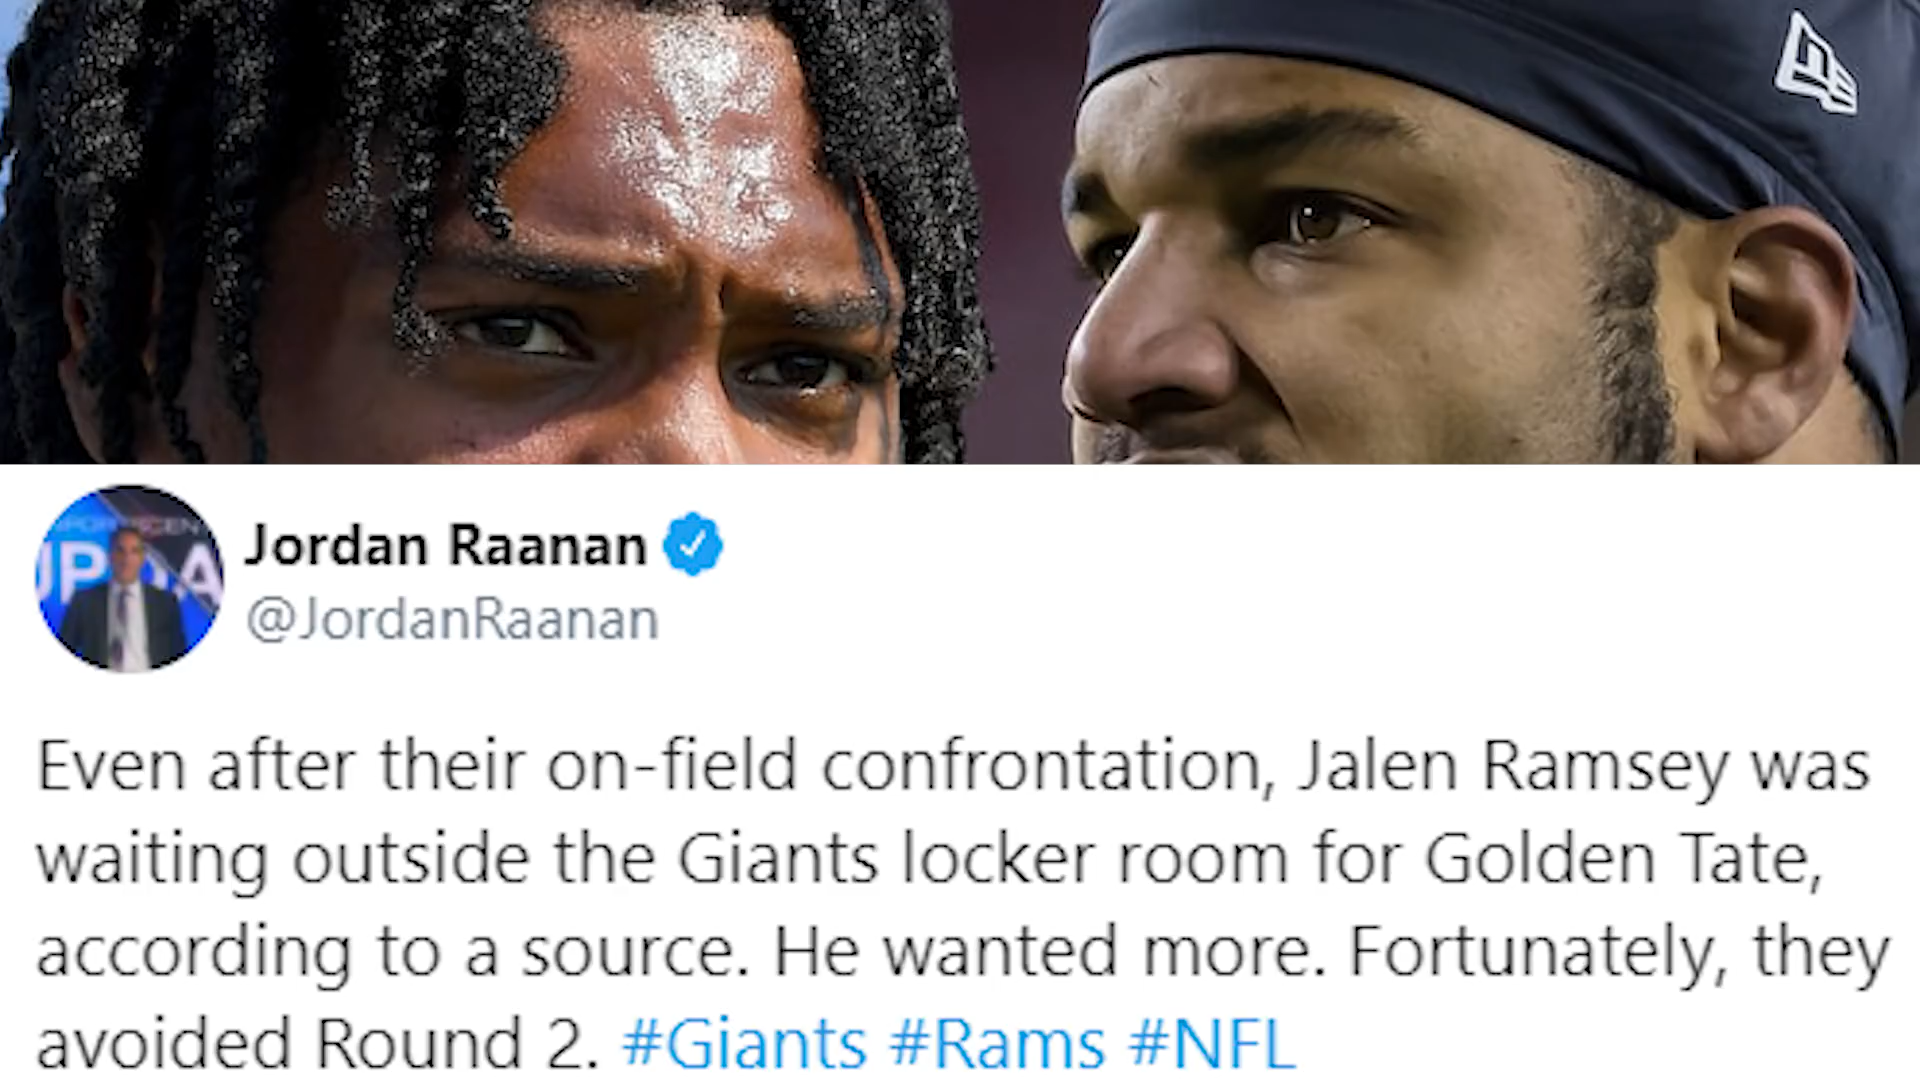 Jordan Raanan
@JordanRaanan
Even after their on-field confrontation, Jalen Ramsey was
waiting outside the Giants locker room for Golden Tate,
according to a source. He wanted more. Fortunately, they
avoided Round 2. #Giants #Rams #NFL